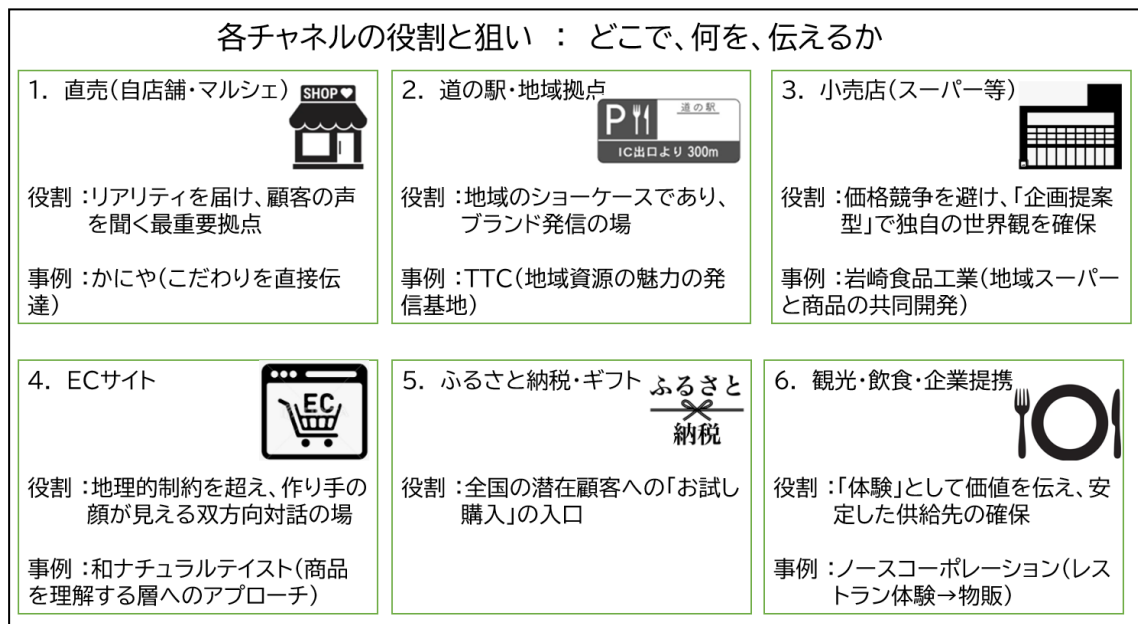 各チャネルの役割と狙い ： どこで、何を、伝えるか
1. 直売(自店舗・マルシェ)
SHOP
役割：リアリティを届け、顧客の声
を聞く最重要拠点
事例：かにや(こだわりを直接伝
達)
2. 道の駅・地域拠点
P
道の駅
IC出口より 300m
役割：地域のショーケースであり、
ブランド発信の場
事例：TTC(地域資源の魅力の発
信基地)
3. 小売店(スーパー等)
役割：価格競争を避け、「企画提案
型」で独自の世界観を確保
事例：岩崎食品工業(地域スーパー
と商品の共同開発)
4. ECサイト
EC
役割：地理的制約を超え、作り手の
顔が見える双方向対話の場
事例：和ナチュラルテイスト(商品
を理解する層へのアプローチ)
5. ふるさと納税・ギフト
ふるさと
納税
役割：全国の潜在顧客への「お試し
購入」の入口
6. 観光・飲食・企業提携
役割：「体験」として価値を伝え、安
定した供給先の確保
事例：ノースコーポレーション(レス
トラン体験→物販)